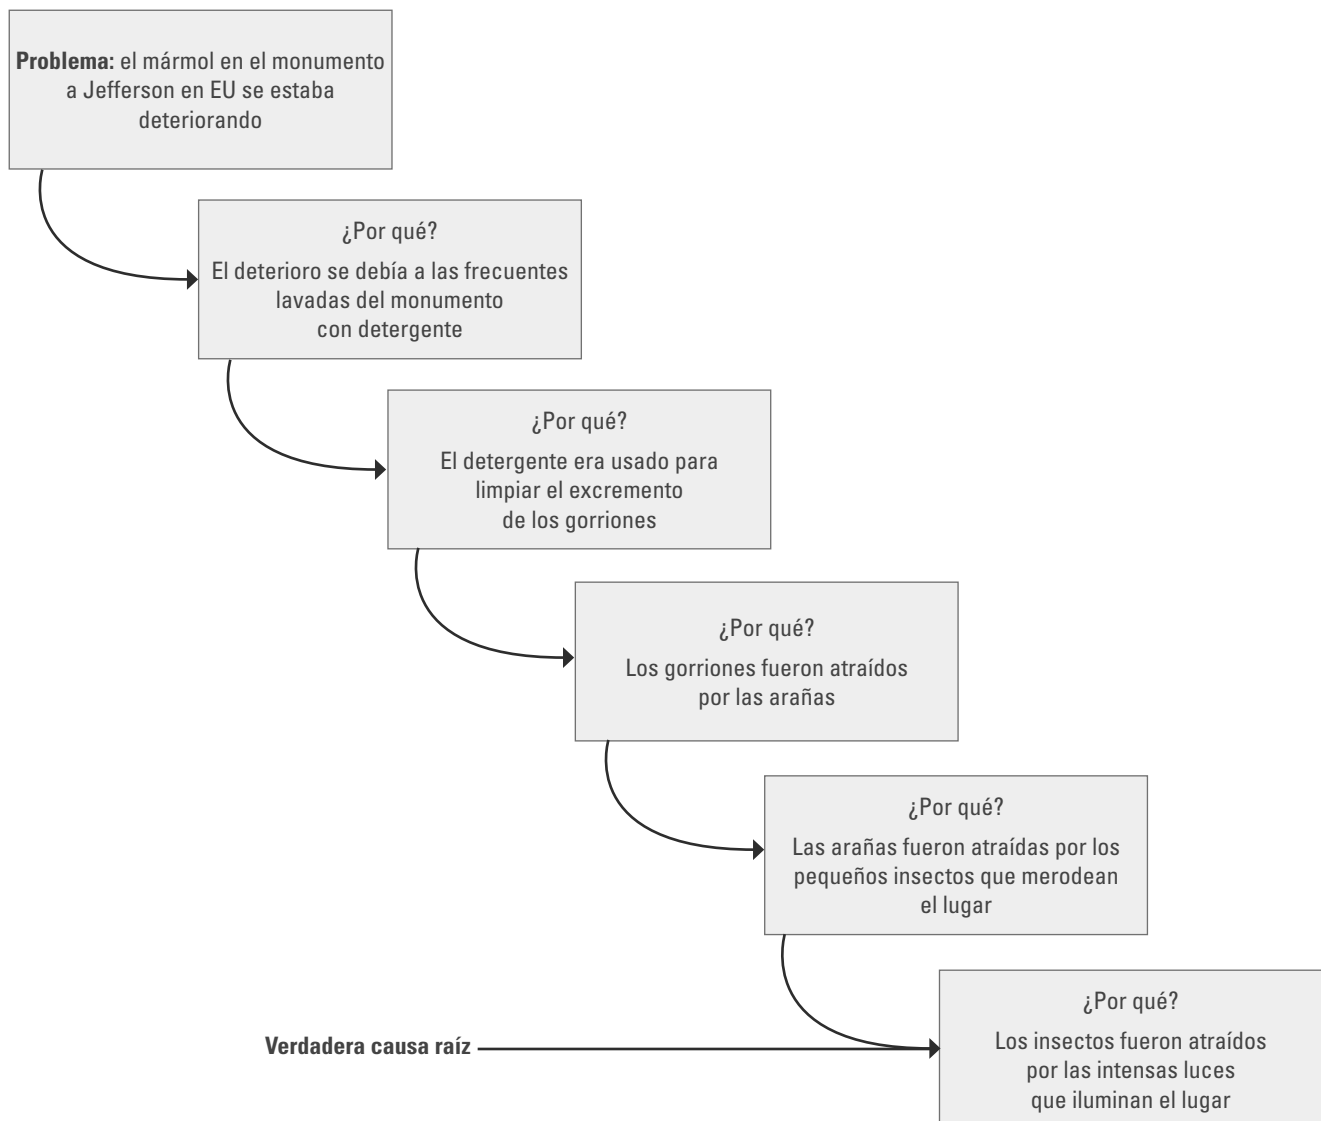 Problema: el mármol en el monumento
a Jefferson en EU se estaba
deteriorando
¿Por qué?
El deterioro se debía a las frecuentes
lavadas del monumento
con detergente
¿Por qué?
El detergente era usado para
limpiar el excremento
de los gorriones
¿Por qué?
Los gorriones fueron atraídos
por las arañas
¿Por qué?
Las arañas fueron atraídas por los
pequeños insectos que merodean
el lugar
Verdadera causa raíz
¿Por qué?
Los insectos fueron atraídos
por las intensas luces
que iluminan el lugar